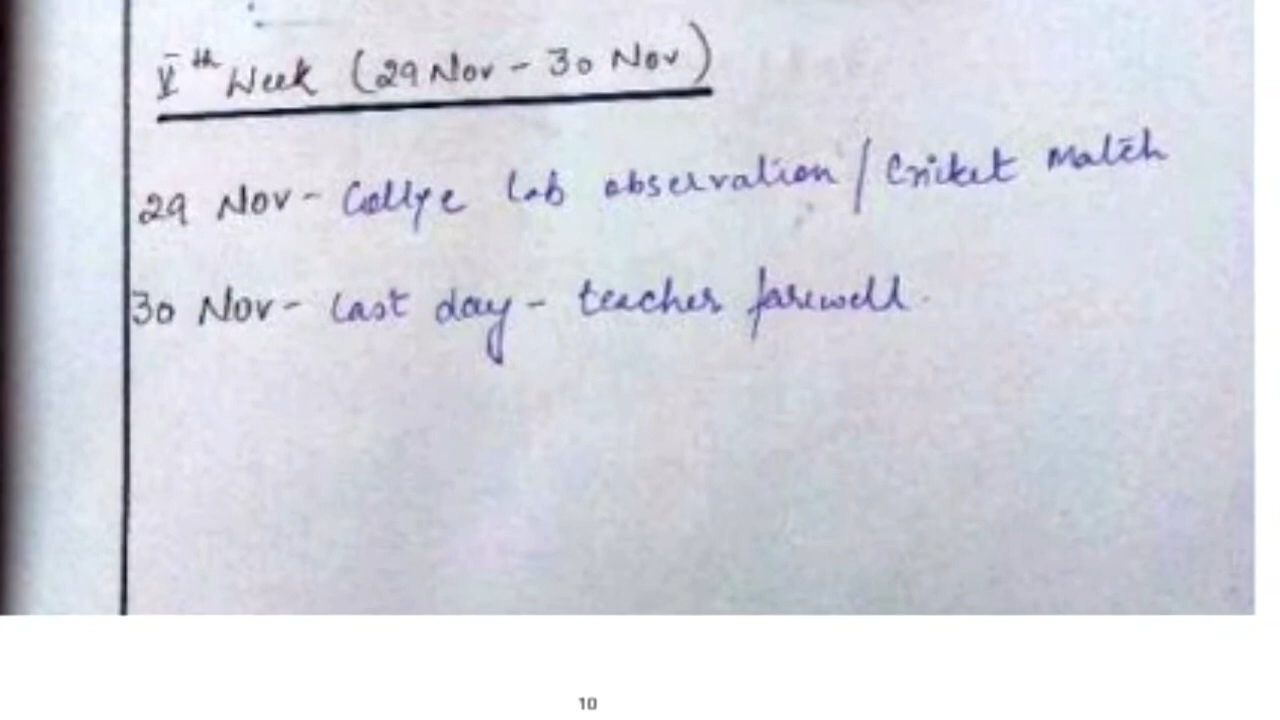 Vth Week (29 Nov - 30 Nov)
29 Nov - College Lab observation / Cricket Match
30 Nov - Last day - teacher farewell.
10